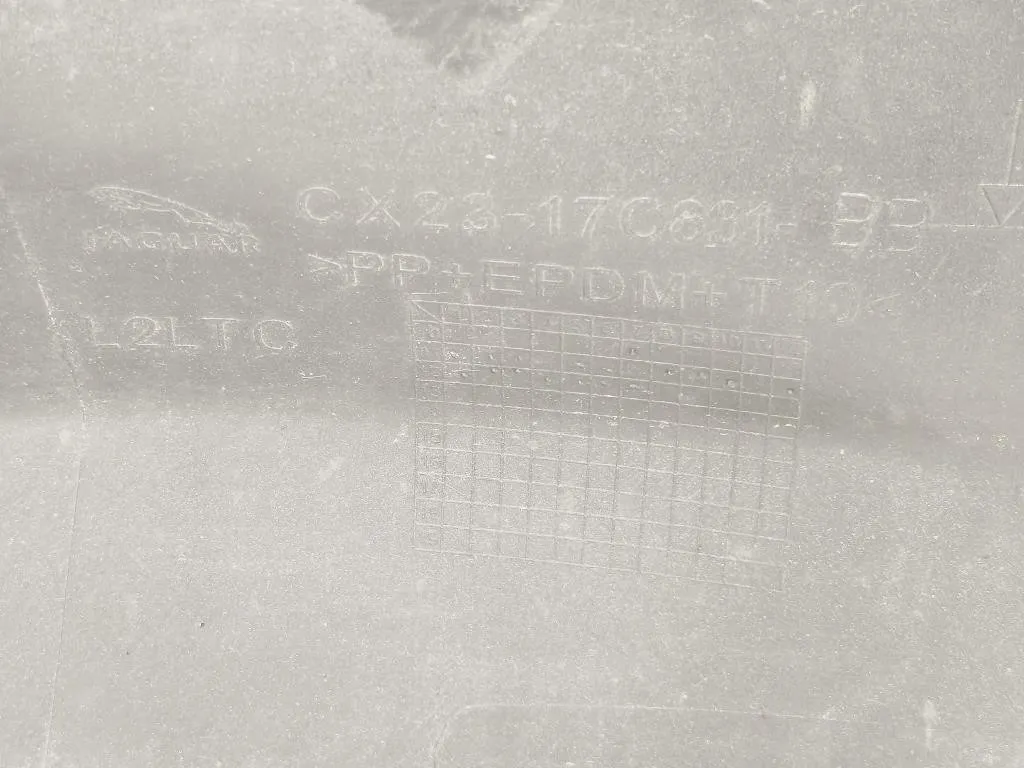 JAGUAR
CX23-17C831-BB
>PP+EPDM+T10<
L2LTC